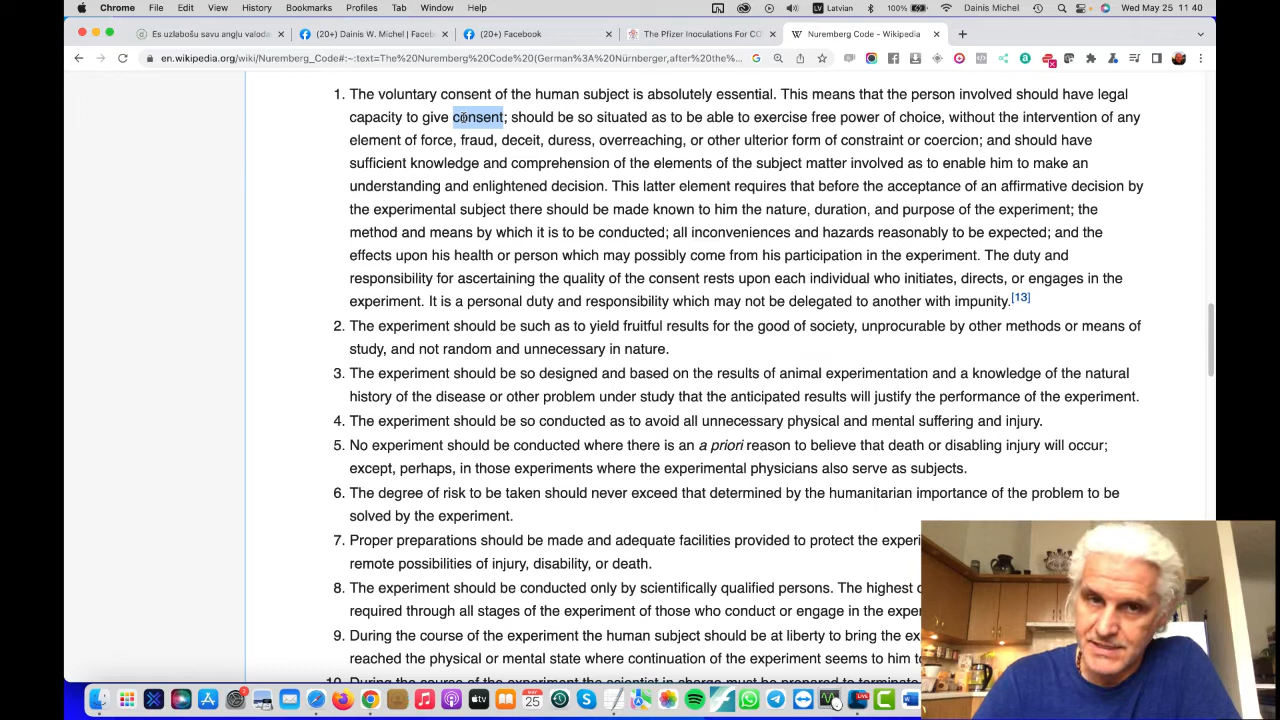 Chrome File Edit View History Bookmarks Profiles Tab Window Help
Latvian 100% Dainis Michel Wed May 25 11 40
Es uzlabošu savu angļu valoda
(20+) Dainis W. Michel | Faceb
(20+) Facebook
The Pfizer Inoculations For CO
Nuremberg Code - Wikipedia
en.wikipedia.org/wiki/Nuremberg_Code#:~:text=The%20Nuremberg%20Code%20(German%3A%20Nürnberger,after%20the%...
1. The voluntary consent of the human subject is absolutely essential. This means that the person involved should have legal
capacity to give consent; should be so situated as to be able to exercise free power of choice, without the intervention of any
element of force, fraud, deceit, duress, overreaching, or other ulterior form of constraint or coercion; and should have
sufficient knowledge and comprehension of the elements of the subject matter involved as to enable him to make an
understanding and enlightened decision. This latter element requires that before the acceptance of an affirmative decision by
the experimental subject there should be made known to him the nature, duration, and purpose of the experiment; the
method and means by which it is to be conducted; all inconveniences and hazards reasonably to be expected; and the
effects upon his health or person which may possibly come from his participation in the experiment. The duty and
responsibility for ascertaining the quality of the consent rests upon each individual who initiates, directs, or engages in the
experiment. It is a personal duty and responsibility which may not be delegated to another with impunity.[13]
2. The experiment should be such as to yield fruitful results for the good of society, unprocurable by other methods or means of
study, and not random and unnecessary in nature.
3. The experiment should be so designed and based on the results of animal experimentation and a knowledge of the natural
history of the disease or other problem under study that the anticipated results will justify the performance of the experiment.
4. The experiment should be so conducted as to avoid all unnecessary physical and mental suffering and injury.
5. No experiment should be conducted where there is an a priori reason to believe that death or disabling injury will occur;
except, perhaps, in those experiments where the experimental physicians also serve as subjects.
6. The degree of risk to be taken should never exceed that determined by the humanitarian importance of the problem to be
solved by the experiment.
7. Proper preparations should be made and adequate facilities provided to protect the experi
remote possibilities of injury, disability, or death.
8. The experiment should be conducted only by scientifically qualified persons. The highest
required through all stages of the experiment of those who conduct or engage in the expe
9. During the course of the experiment the human subject should be at liberty to bring the ex
reached the physical or mental state where continuation of the experiment seems to him t
10. During the course of the experiment the scientist in charge must be prepared to terminate